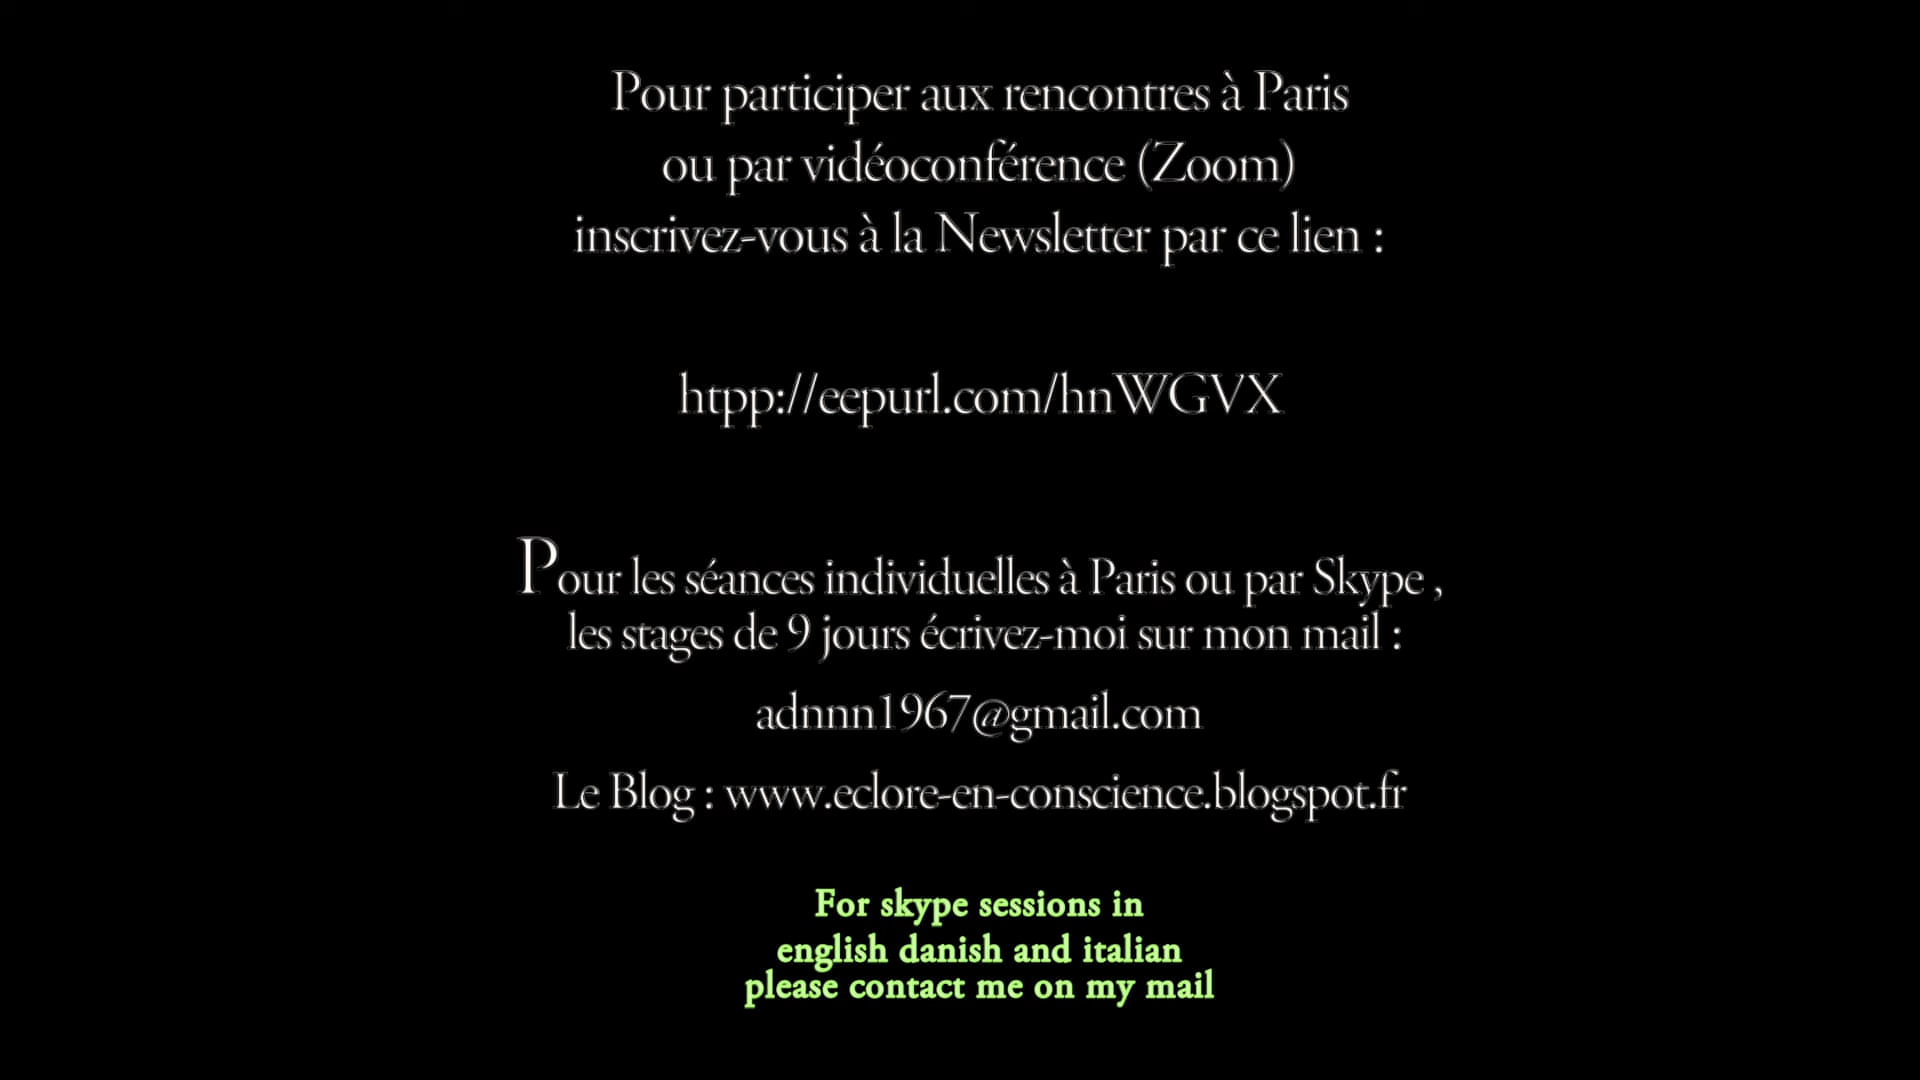 Pour participer aux rencontres à Paris
ou par vidéoconférence (Zoom)
inscrivez-vous à la Newsletter par ce lien :
htpp://eepurl.com/hnWGVX
Pour les séances individuelles à Paris ou par Skype ,
les stages de 9 jours écrivez-moi sur mon mail :
adnnn1967@gmail.com
Le Blog : www.eclore-en-conscience.blogspot.fr
For skype sessions in
english danish and italian
please contact me on my mail